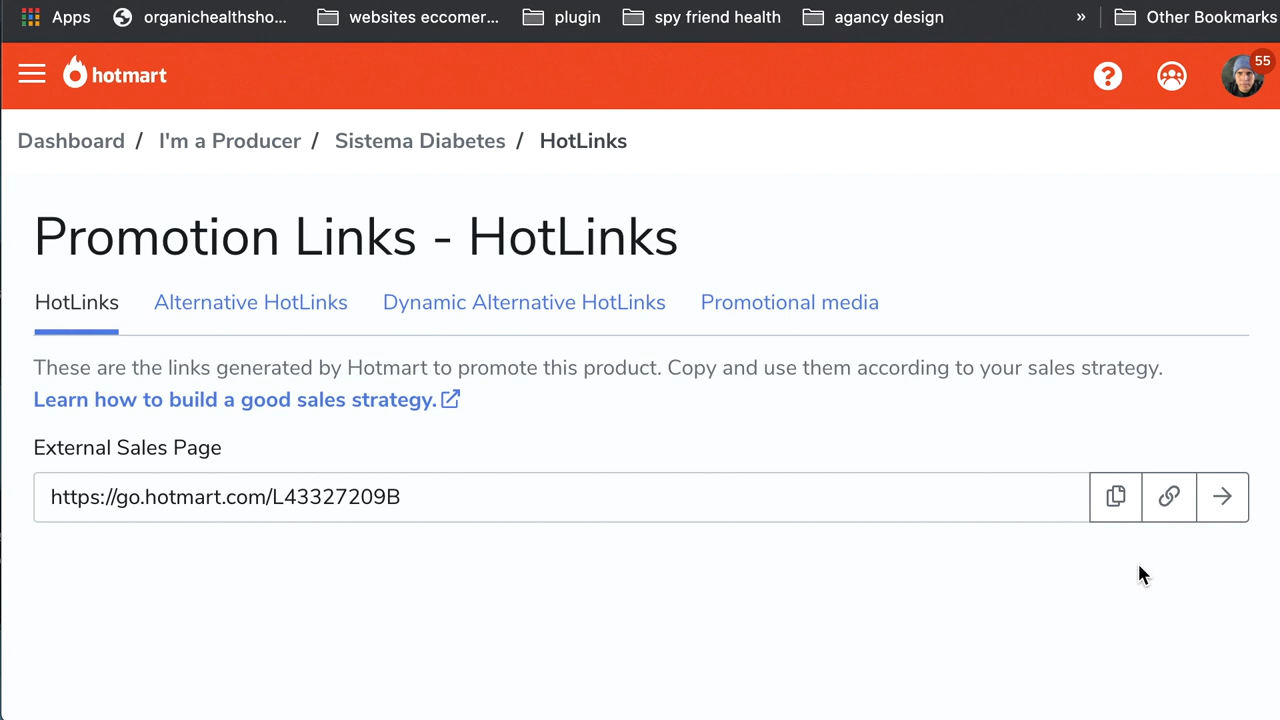 Apps organichealthsho... websites eccomer... plugin spy friend health agancy design » Other Bookmarks
hotmart ? 55
Dashboard / I'm a Producer / Sistema Diabetes / HotLinks
Promotion Links - HotLinks
HotLinks Alternative HotLinks Dynamic Alternative HotLinks Promotional media
These are the links generated by Hotmart to promote this product. Copy and use them according to your sales strategy.
Learn how to build a good sales strategy.
External Sales Page
https://go.hotmart.com/L43327209B